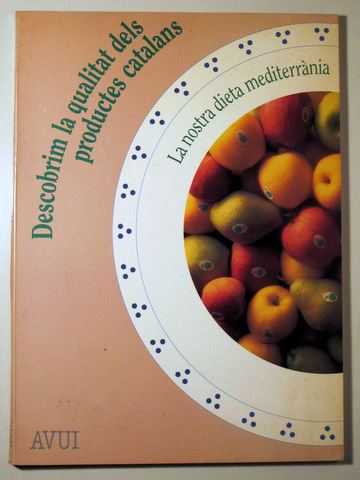 Descobrim la qualitat dels
productes catalans
La nostra dieta mediterrània
AVUI